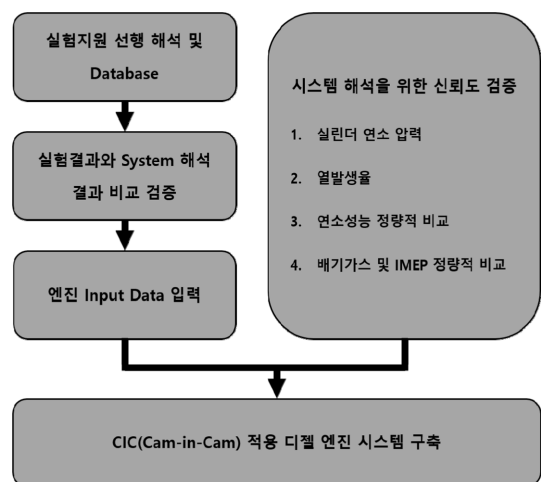 실험지원 선행 해석 및
Database
실험결과와 System 해석
결과 비교 검증
엔진 Input Data 입력
시스템 해석을 위한 신뢰도 검증
1. 실린더 연소 압력
2. 열발생율
3. 연소성능 정량적 비교
4. 배기가스 및 IMEP 정량적 비교
CIC(Cam-in-Cam) 적용 디젤 엔진 시스템 구축